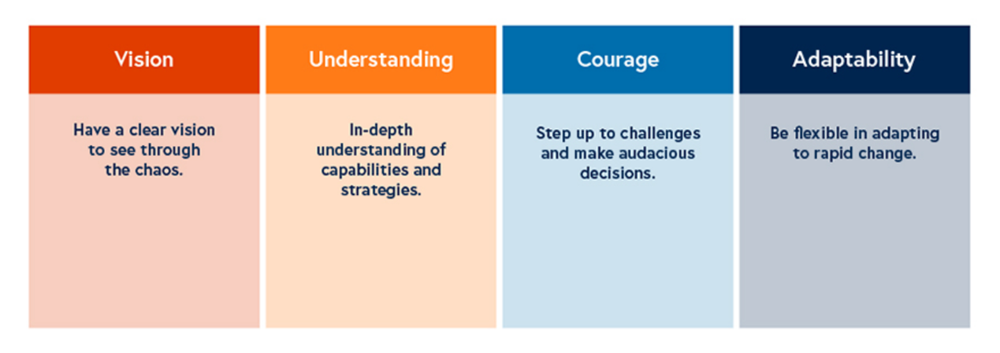 Vision
Have a clear vision
to see through
the chaos.
Understanding
In-depth
understanding of
capabilities and
strategies.
Courage
Step up to challenges
and make audacious
decisions.
Adaptability
Be flexible in adapting
to rapid change.